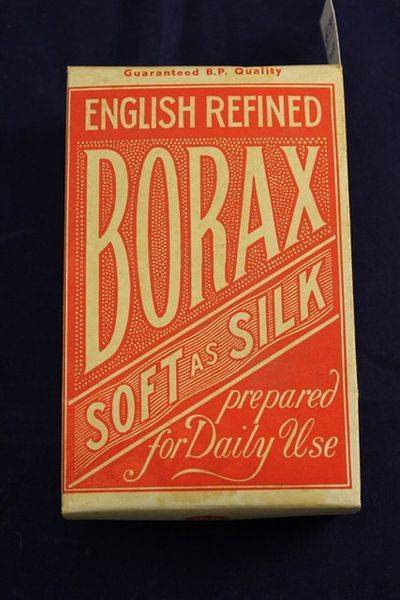 Guaranteed B.P. Quality
ENGLISH REFINED
BORAX
SOFT AS SILK
prepared
for Daily Use